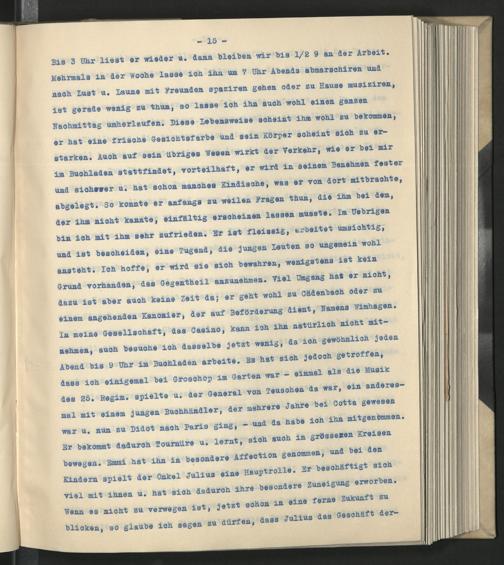 - 15 -
Bis 3 Uhr liest er wieder u. dann bleiben wir bis 1/2 9 an der Arbeit.
Mehrmals in der Woche lasse ich ihn um 7 Uhr Abends abmarschiren und
nach Lust u. Laune mit Freunden spaziren gehen oder zu Hause musiziren,
ist gerade wenig zu thun, so lasse ich ihn auch wohl einen ganzen
Nachmittag umherlaufen. Diese Lebensweise scheint ihm wohl zu bekommen,
er hat eine frische Gesichtsfarbe und sein Körper scheint sich zu er-
starken. Auch auf sein übriges Wesen wirkt der Verkehr, wie er bei mir
im Buchladen stattfindet, vorteilhaft, er wird in seinem Benehmen fester
und sicherer u. hat schon manches Kindische, was er von dort mitbrachte,
abgelegt. So konnte er anfangs zu weilen Fragen thun, die ihm bei dem,
der ihn nicht kannte, einfältig erscheinen lassen musste. Im Uebrigen
bin ich mit ihm sehr zufrieden. Er ist fleissig, arbeitet umsichtig,
und ist bescheiden, eine Tugend, die jungen Leuten so ungemein wohl
ansteht. Ich hoffe, er wird sie sich bewahren, wenigstens ist kein
Grund vorhanden, das Gegentheil anzunehmen. Viel Umgang hat er nicht,
dazu ist aber auch keine Zeit da; er geht wohl zu Cädenbach oder zu
einem angehenden Kanonier, der auf Beförderung dient, Namens Winhagen.
In meine Gesellschaft, das Casino, kann ich ihn natürlich nicht mit-
nehmen, auch besuche ich dasselbe jetzt wenig, da ich gewöhnlich jeden
Abend bis 9 Uhr im Buchladen arbeite. Es hat sich jedoch getroffen,
dass ich einigemal bei Groschop im Garten war - einmal als die Musik
des 25. Regim. spielte u. der General von Teuschen da war, ein anderes-
mal mit einem jungen Buchhändler, der mehrere Jahre bei Cotta gewesen
war u. nun zu Didot nach Paris ging, - und da habe ich ihn mitgenommen.
Er bekommt dadurch Tournüre u. lernt, sich auch in grösseren Kreisen
bewegen. Emmi hat ihn in besondere Affection genommen, und bei den
Kindern spielt der Onkel Julius eine Hauptrolle. Er beschäftigt sich
viel mit ihnen u. hat sich dadurch ihre besondere Zuneigung erworben.
Wenn es nicht zu verwegen ist, jetzt schon in eine ferne Zukunft zu
blicken, so glaube ich sagen zu dürfen, dass Julius das Geschäft der-